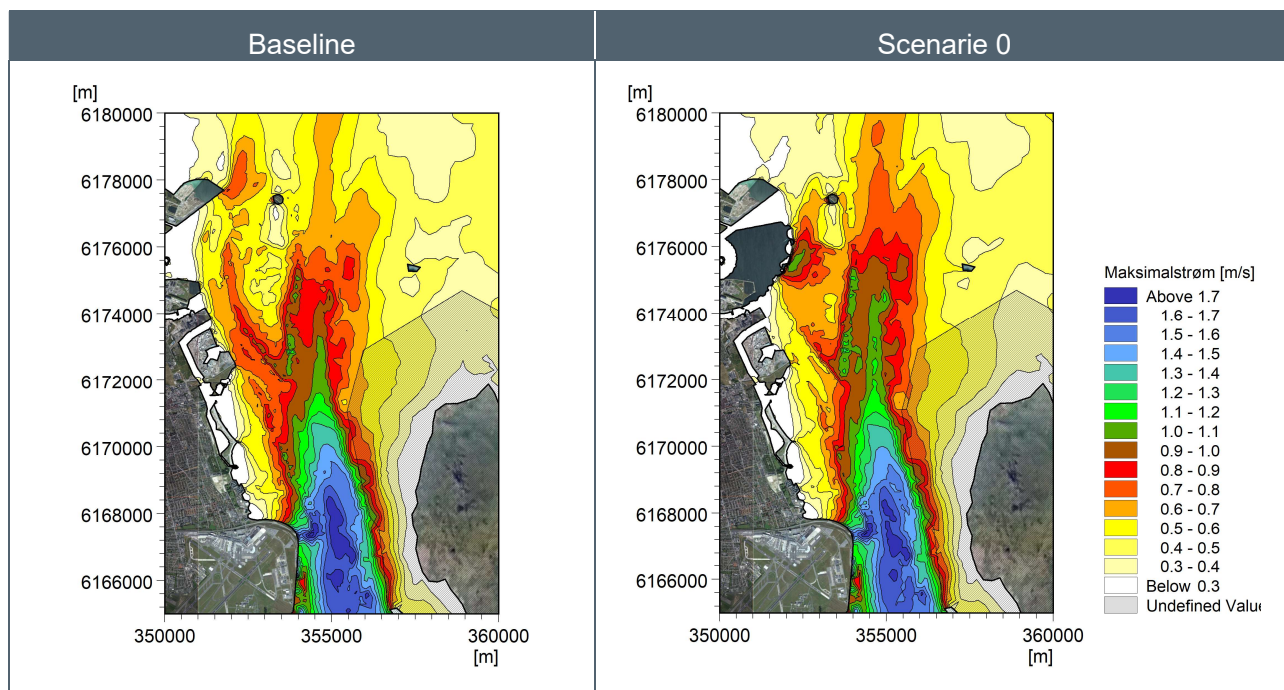 Baseline
Scenarie 0
[m]
6180000
6178000
6176000
6174000
6172000
6170000
6168000
6166000
350000
355000
360000
[m]
[m]
6180000
6178000
6176000
6174000
6172000
6170000
6168000
6166000
350000
355000
360000
[m]
Maksimalstrøm [m/s]
Above 1.7
1.6 - 1.7
1.5 - 1.6
1.4 - 1.5
1.3 - 1.4
1.2 - 1.3
1.1 - 1.2
1.0 - 1.1
0.9 - 1.0
0.8 - 0.9
0.7 - 0.8
0.6 - 0.7
0.5 - 0.6
0.4 - 0.5
0.3 - 0.4
Below 0.3
Undefined Valu